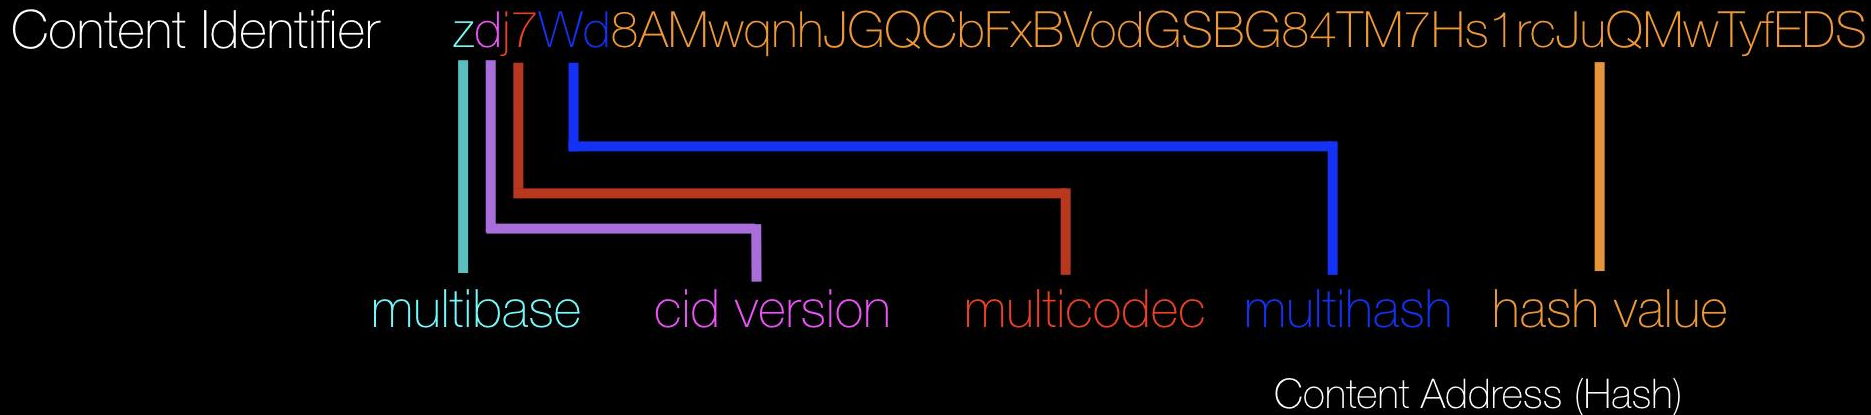 Content Identifier zdj7Wd8AMwqnhJGQCbFxBVodGSBG84TM7Hs1rcJuQMwTyfEDS
multibase cid version multicodec multihash hash value
Content Address (Hash)